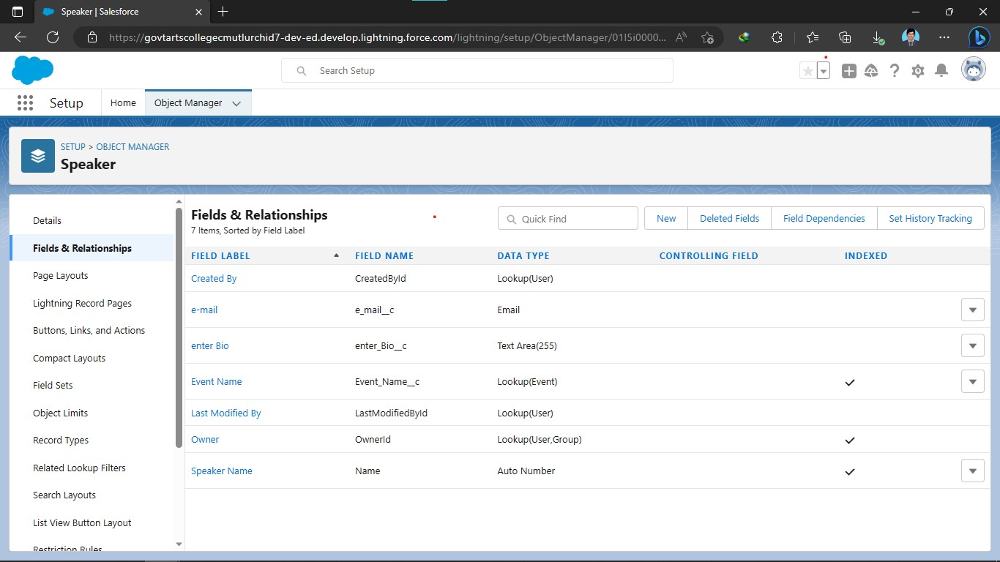 Speaker | Salesforce
https://govtartscollegecmutlurchid7-dev-ed.develop.lightning.force.com/lightning/setup/ObjectManager/01I5i0000...
Search Setup
Setup Home Object Manager
SETUP > OBJECT MANAGER
Speaker
Details
Fields & Relationships
Page Layouts
Lightning Record Pages
Buttons, Links, and Actions
Compact Layouts
Field Sets
Object Limits
Record Types
Related Lookup Filters
Search Layouts
List View Button Layout
Restriction Rules
Fields & Relationships
7 Items, Sorted by Field Label
Quick Find New Deleted Fields Field Dependencies Set History Tracking
FIELD LABEL FIELD NAME DATA TYPE CONTROLLING FIELD INDEXED
Created By CreatedById Lookup(User)
e-mail e_mail__c Email
enter Bio enter_Bio__c Text Area(255)
Event Name Event_Name__c Lookup(Event)
Last Modified By LastModifiedById Lookup(User)
Owner OwnerId Lookup(User,Group)
Speaker Name Name Auto Number